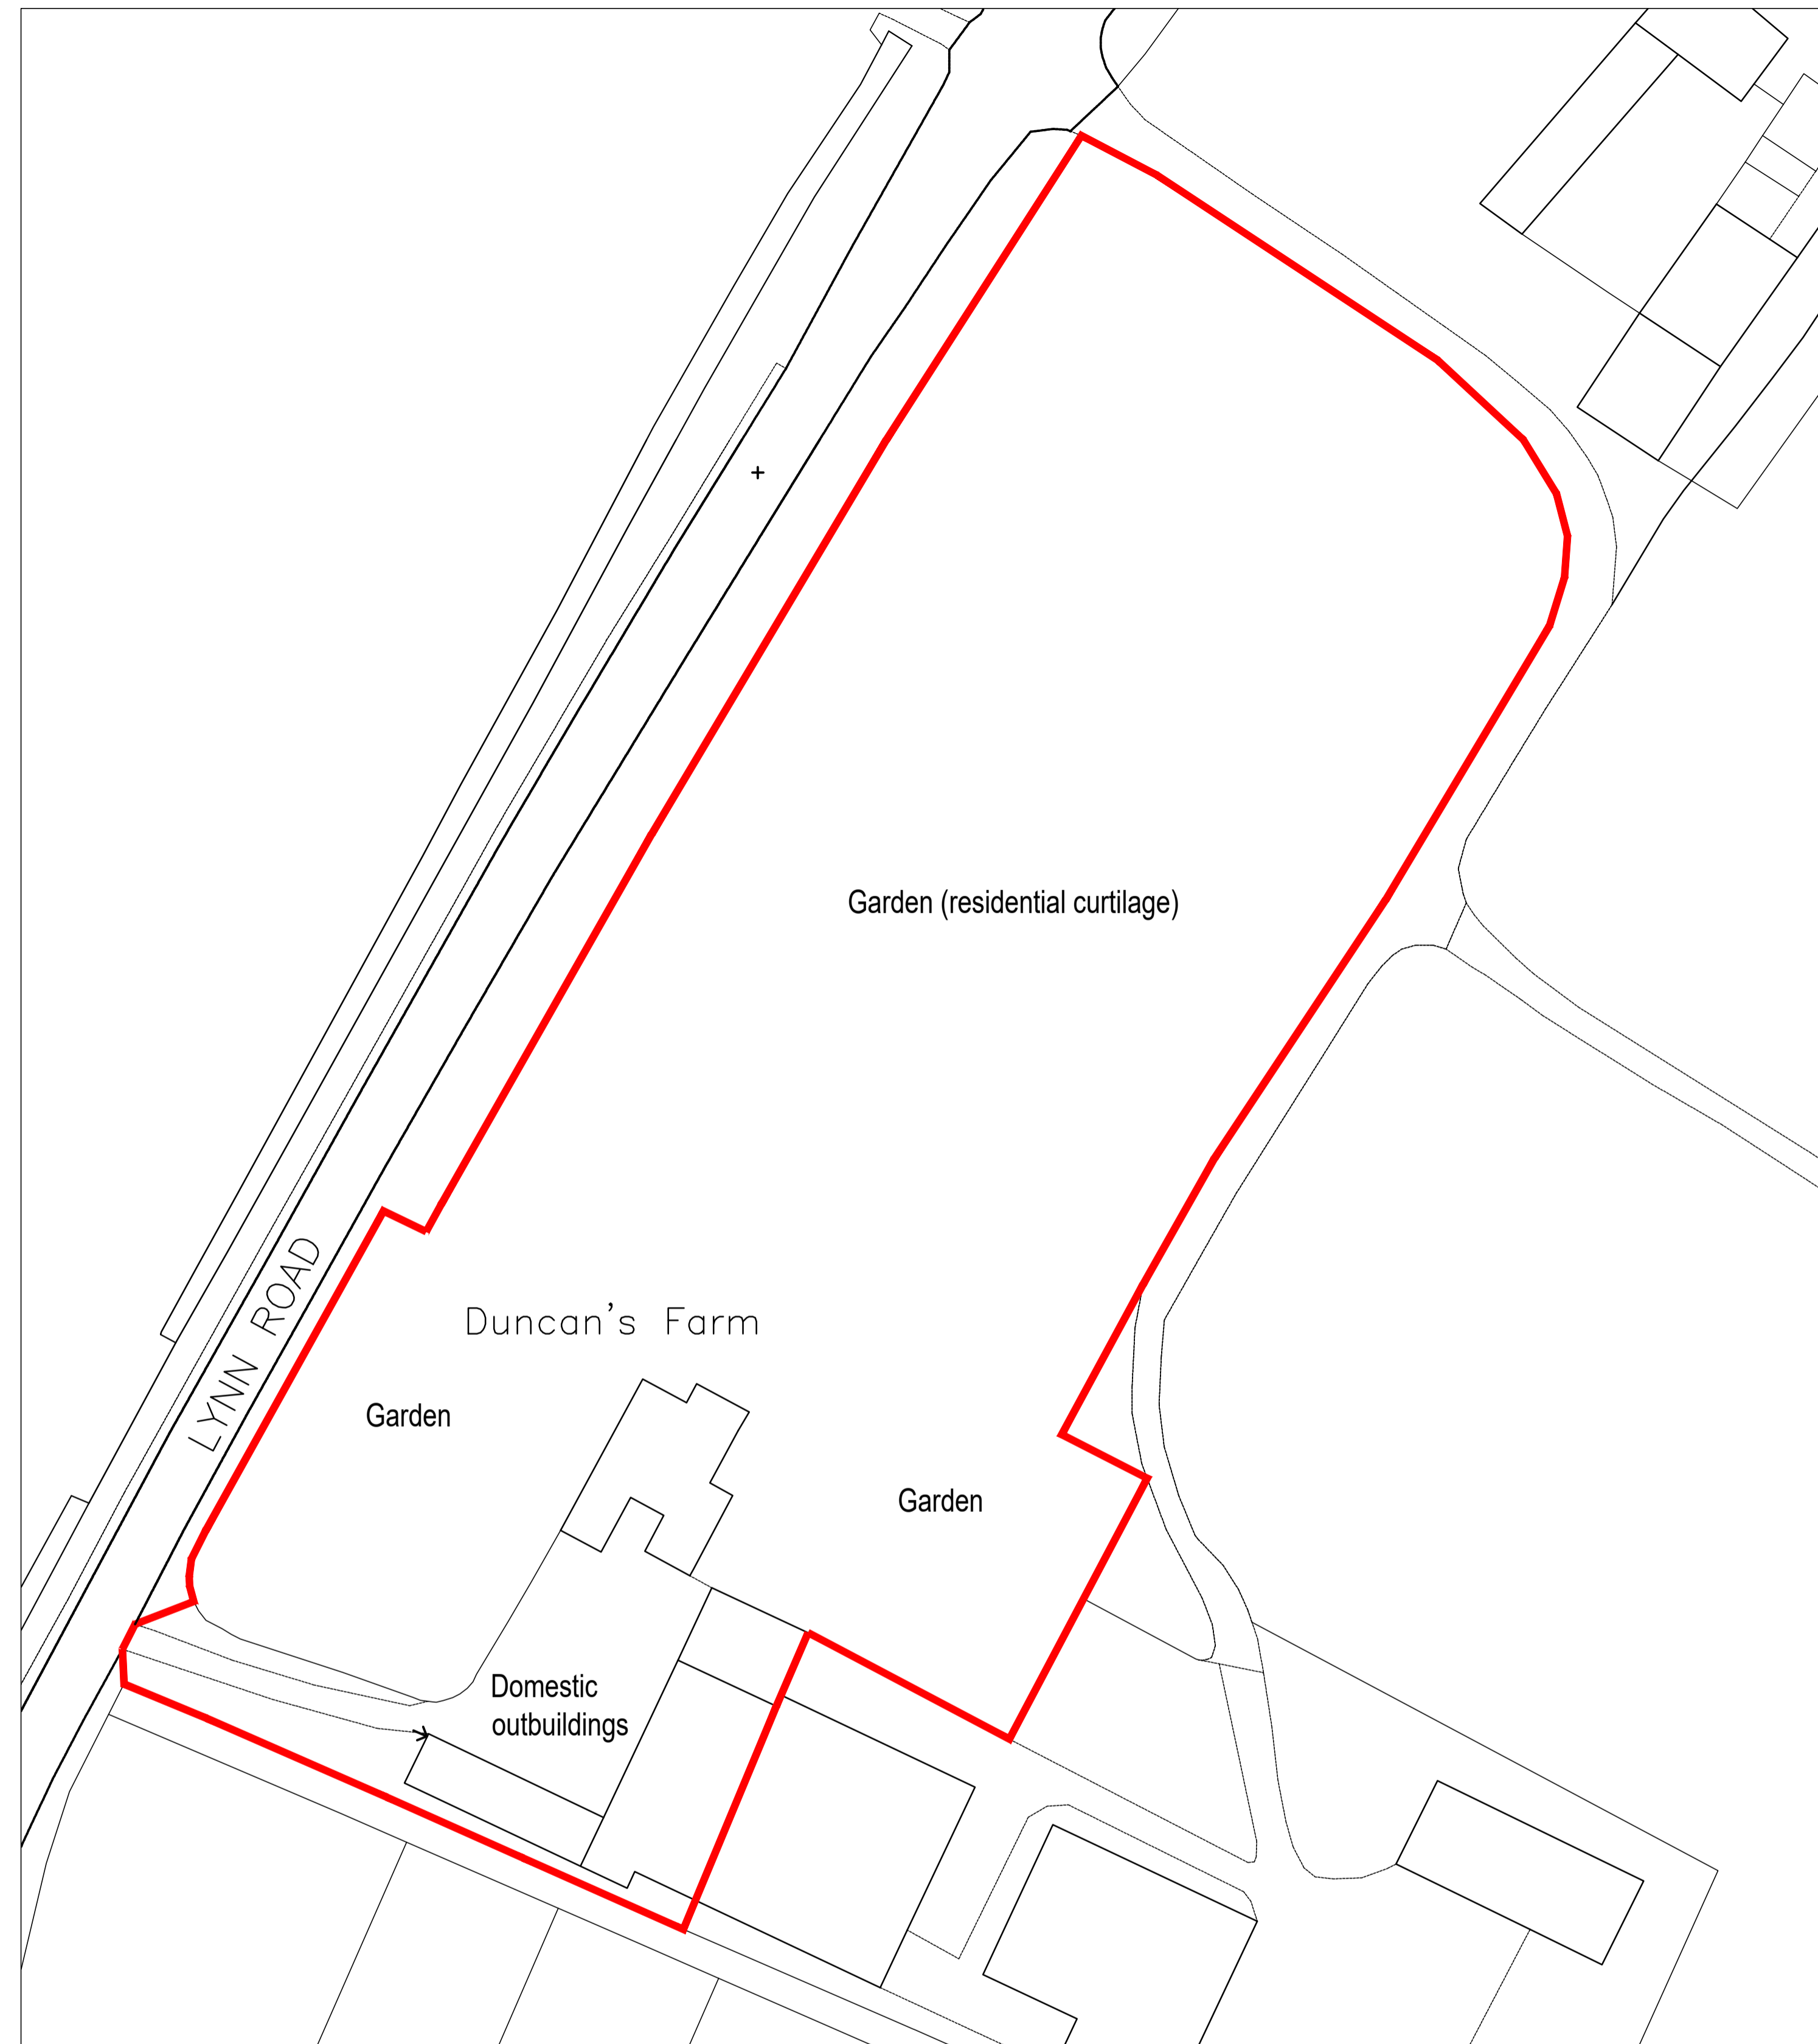 Garden (residential curtilage)
LYNN ROAD
Duncan's Farm
Garden
Garden
Domestic
outbuildings